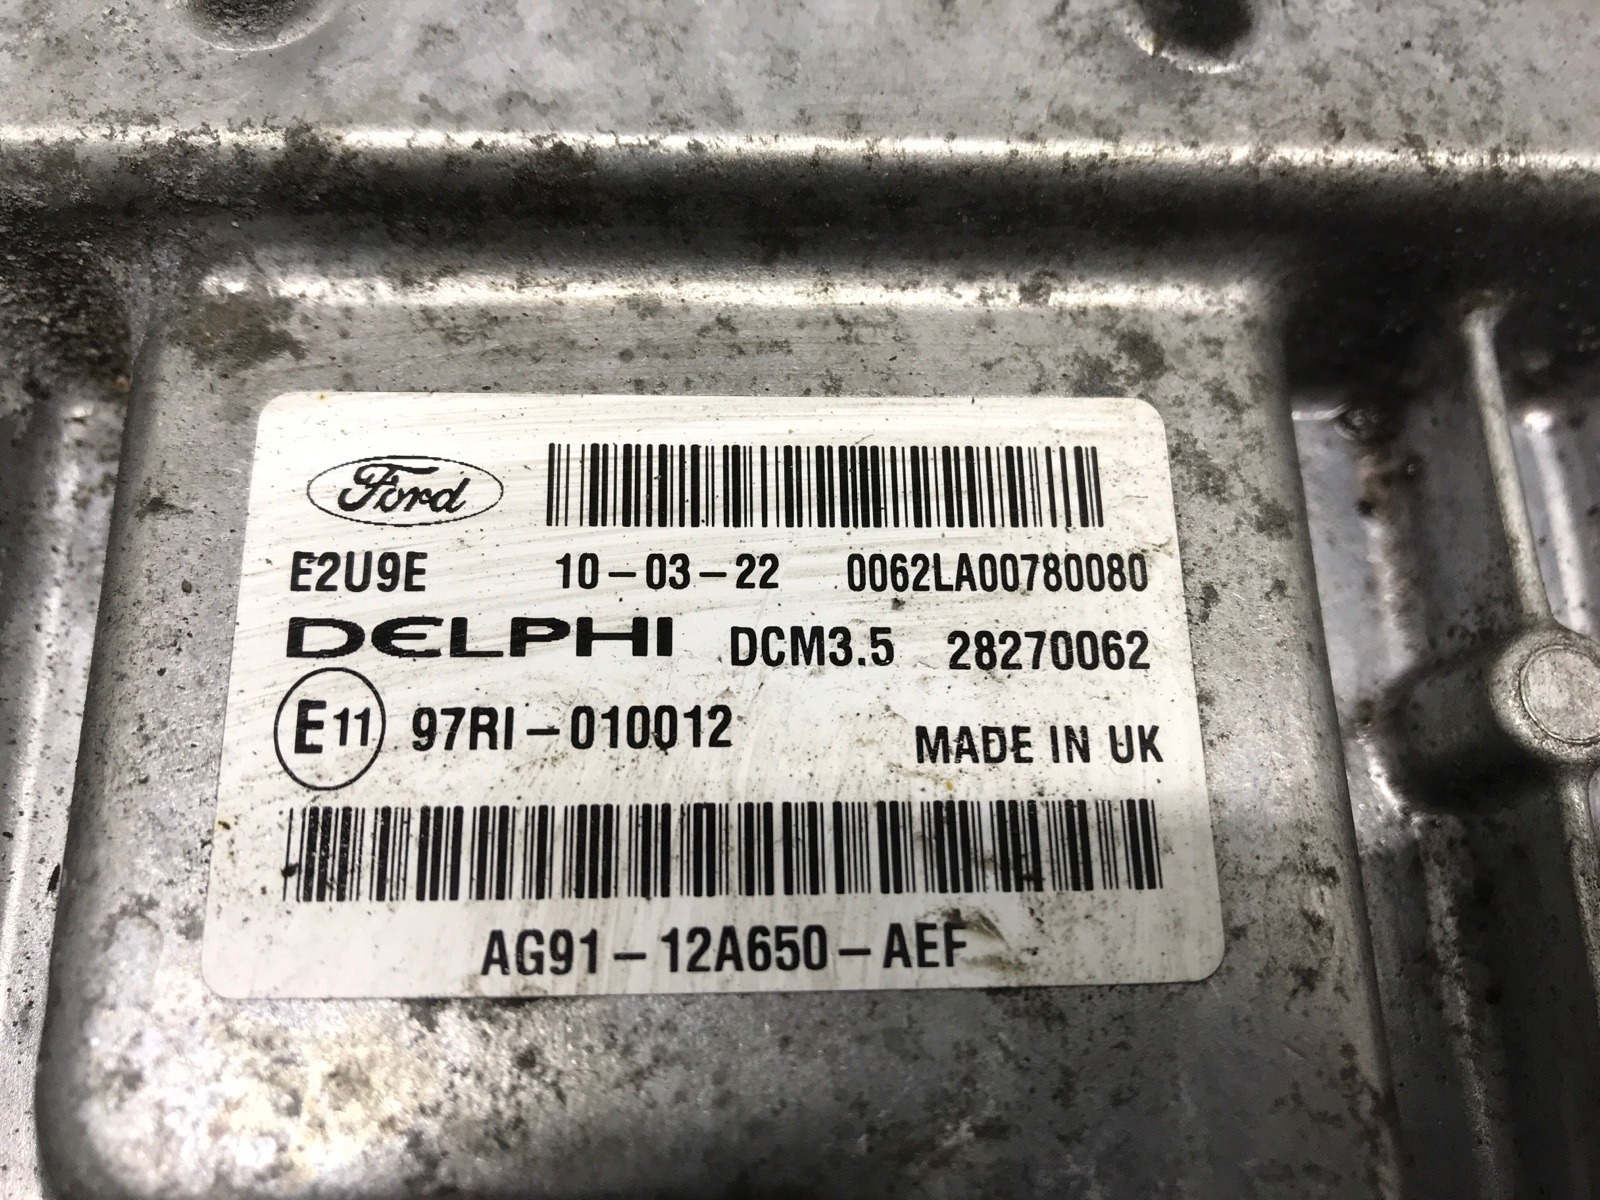 Ford
E2U9E 10-03-22 0062LA00780080
DELPHI DCM3.5 28270062
E11 97RI-010012 MADE IN UK
AG91-12A650-AEF